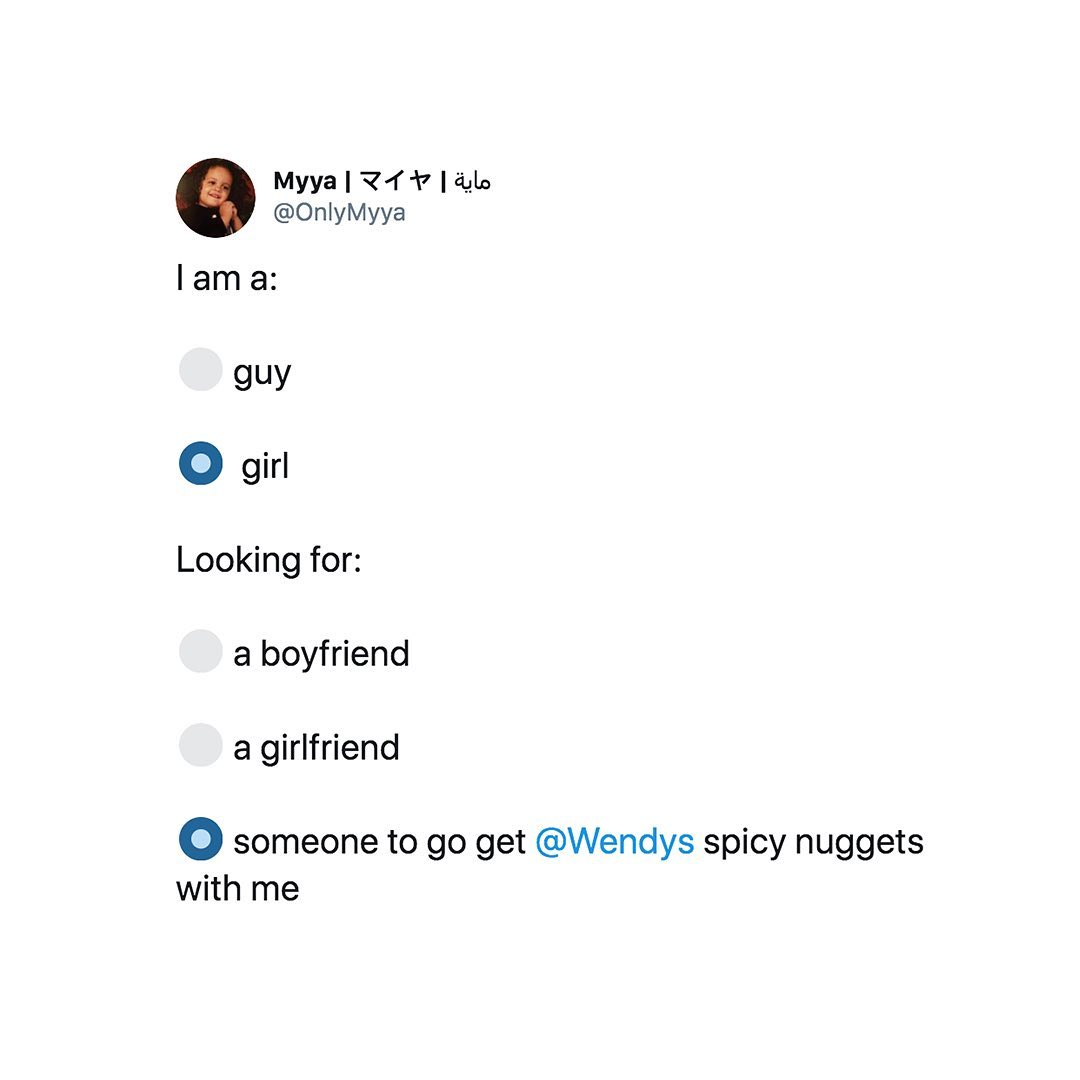 Myya | マイヤ | ماية
@OnlyMyya
I am a:
guy
girl
Looking for:
a boyfriend
a girlfriend
someone to go get @Wendys spicy nuggets
with me